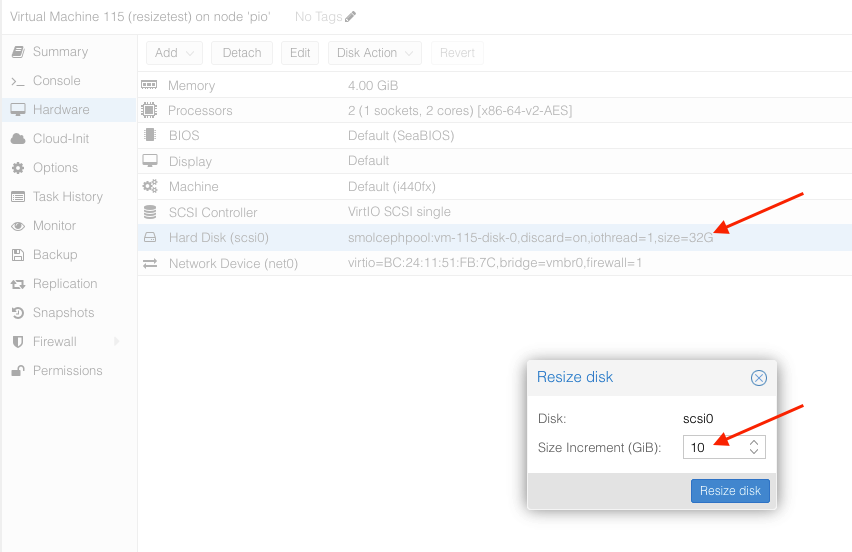 Virtual Machine 115 (resizetest) on node 'pio' No Tags
Summary
Console
Hardware
Cloud-Init
Options
Task History
Monitor
Backup
Replication
Snapshots
Firewall
Permissions
Add Detach Edit Disk Action Revert
Memory 4.00 GiB
Processors 2 (1 sockets, 2 cores) [x86-64-v2-AES]
BIOS Default (SeaBIOS)
Display Default
Machine Default (i440fx)
SCSI Controller VirtIO SCSI single
Hard Disk (scsi0) smolcephpool:vm-115-disk-0,discard=on,iothread=1,size=32G
Network Device (net0) virtio=BC:24:11:51:FB:7C,bridge=vmbr0,firewall=1
Resize disk
Disk: scsi0
Size Increment (GiB): 10
Resize disk